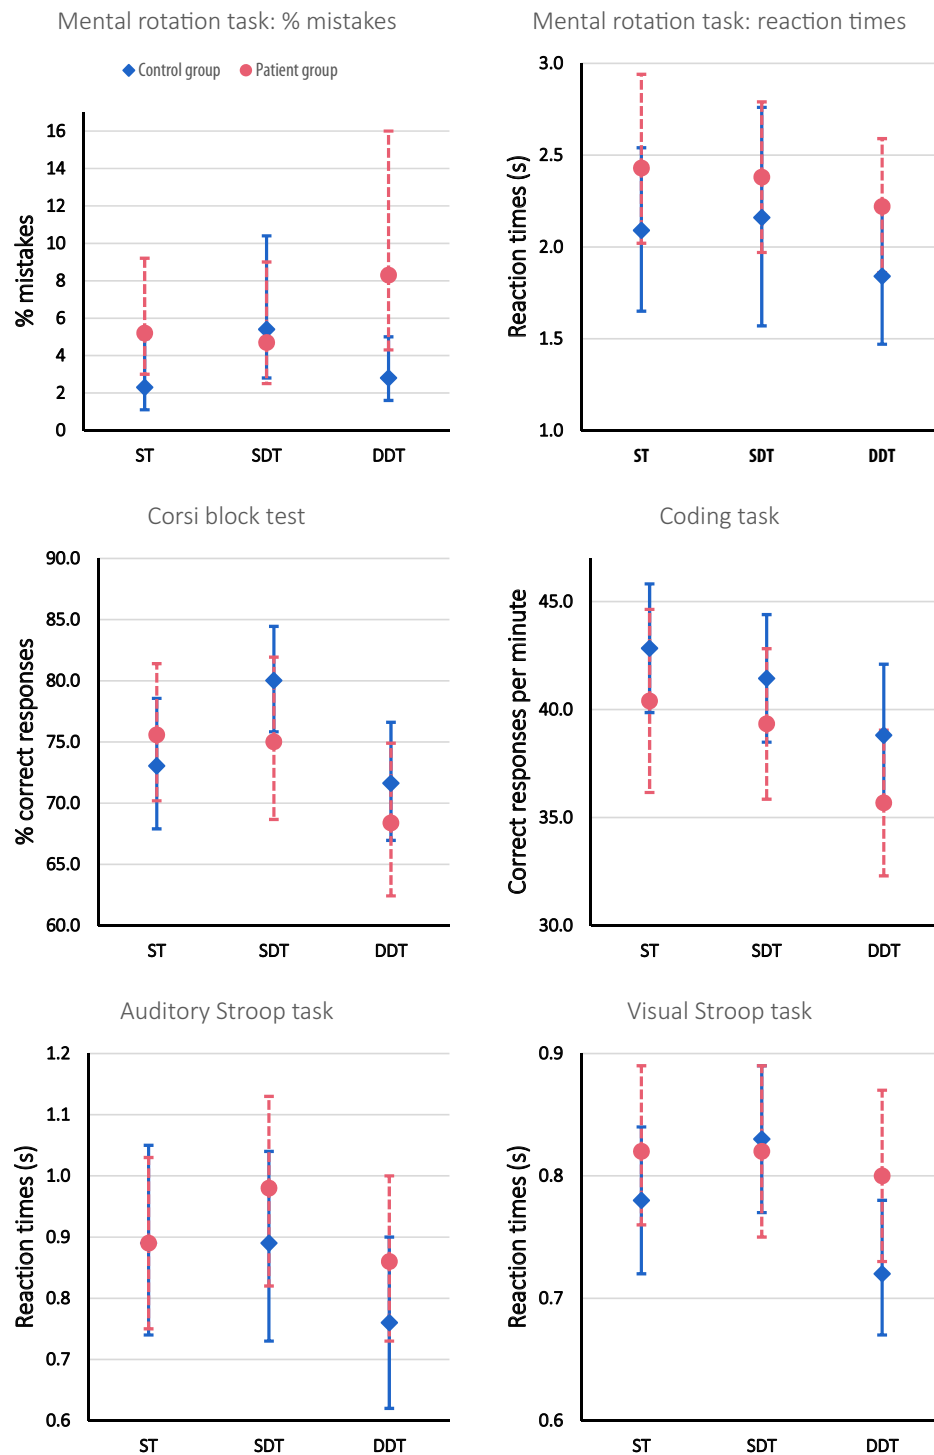 Mental rotation task: % mistakes
Control group
Patient group
% mistakes
16
14
12
10
8
6
4
2
0
ST
SDT
DDT
Mental rotation task: reaction times
Reaction times (s)
3.0
2.5
2.0
1.5
1.0
ST
SDT
DDT
Corsi block test
% correct responses
90.0
85.0
80.0
75.0
70.0
65.0
60.0
ST
SDT
DDT
Coding task
Correct responses per minute
45.0
40.0
35.0
30.0
ST
SDT
DDT
Auditory Stroop task
Reaction times (s)
1.2
1.1
1.0
0.9
0.8
0.7
0.6
ST
SDT
DDT
Visual Stroop task
Reaction times (s)
0.9
0.8
0.7
0.6
ST
SDT
DDT